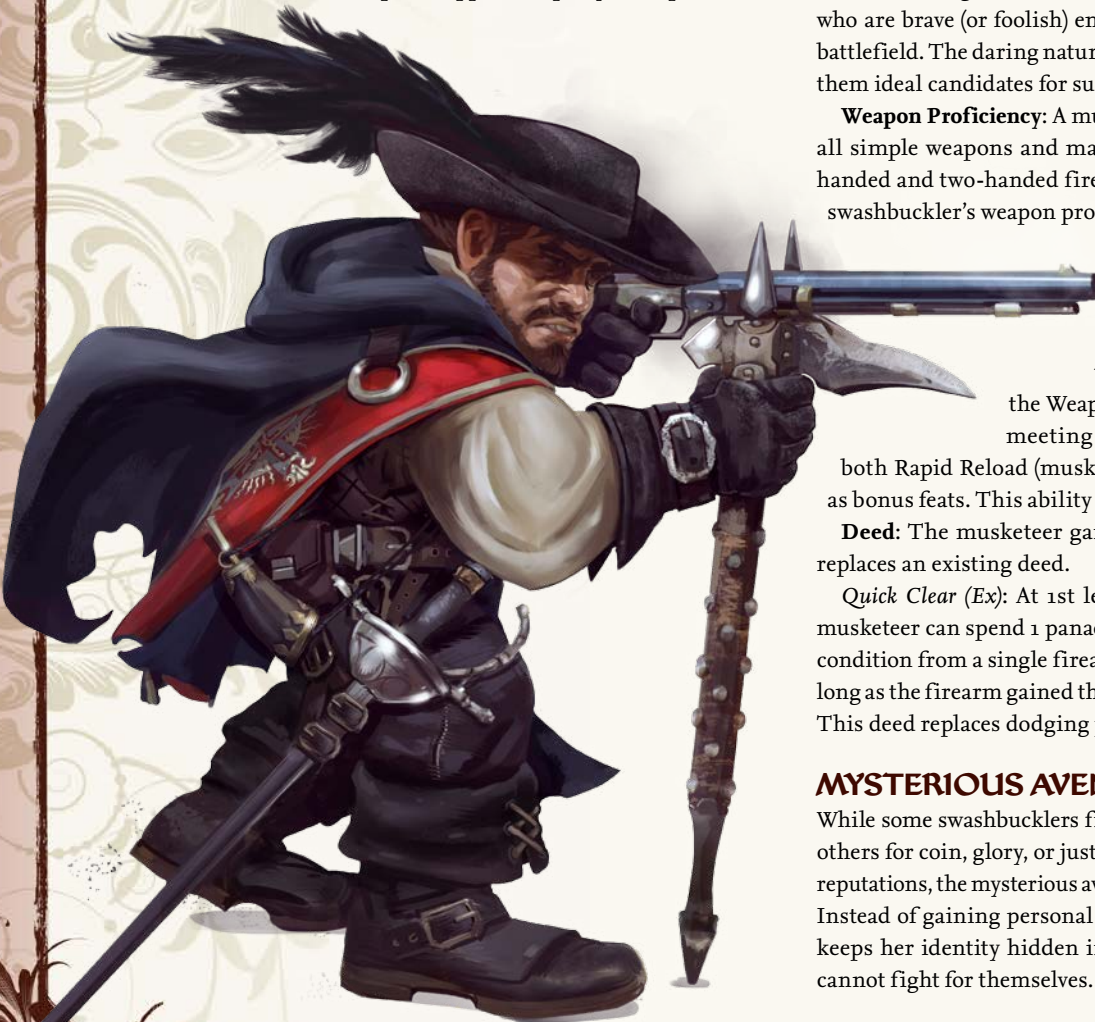 who are brave (or foolish) en
battlefield. The daring natur
them ideal candidates for su
Weapon Proficiency: A mu
all simple weapons and ma
handed and two-handed fire
swashbuckler's weapon pro
the Weap
meeting
both Rapid Reload (musk
as bonus feats. This ability
Deed: The musketeer gai
replaces an existing deed.
Quick Clear (Ex): At 1st le
musketeer can spend 1 panac
condition from a single firea
long as the firearm gained th
This deed replaces dodging
MYSTERIOUS AVEN
While some swashbucklers fi
others for coin, glory, or just
reputations, the mysterious av
Instead of gaining personal
keeps her identity hidden i
cannot fight for themselves.